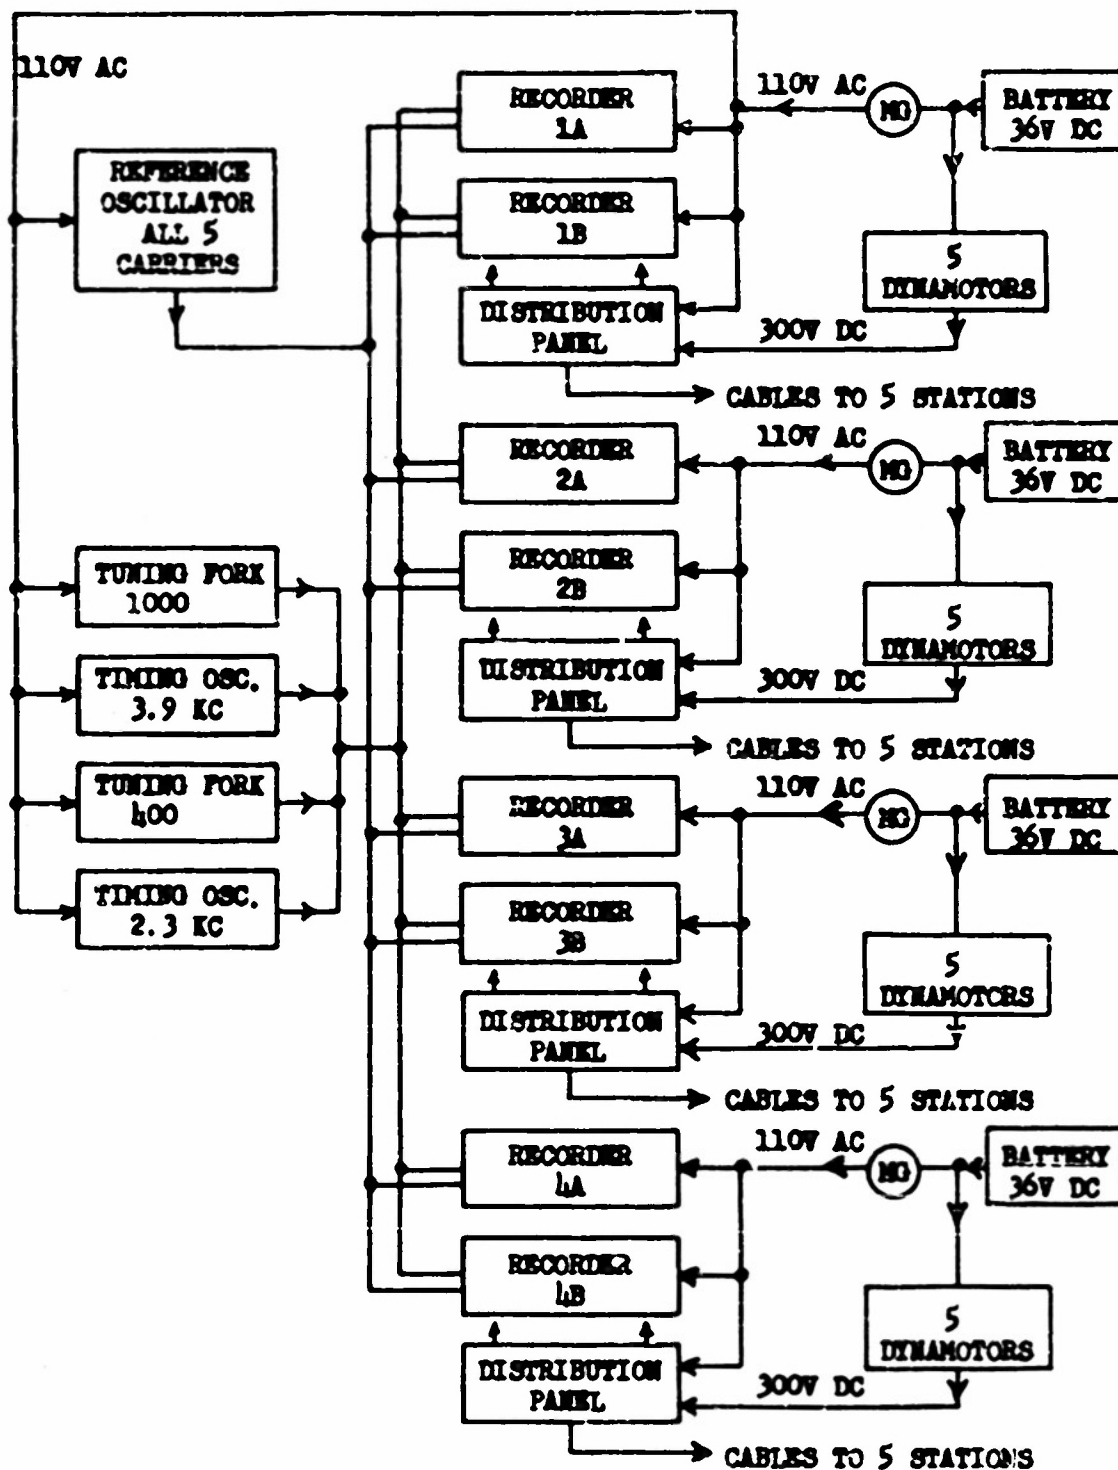 110V AC
REFERENCE
OSCILLATOR
ALL 5
CARRIERS
TUNING FORK
1000
TIMING OSC.
3.9 KC
TUNING FORK
400
TIMING OSC.
2.3 KC
RECORDER
1A
110V AC
MG
BATTERY
36V DC
RECORDER
1B
5
DYNAMOTORS
DISTRIBUTION
PANEL
300V DC
CABLES TO 5 STATIONS
RECORDER
2A
110V AC
MG
BATTERY
36V DC
RECORDER
2B
5
DYNAMOTORS
DISTRIBUTION
PANEL
300V DC
CABLES TO 5 STATIONS
RECORDER
3A
110V AC
MG
BATTERY
36V DC
RECORDER
3B
5
DYNAMOTORS
DISTRIBUTION
PANEL
300V DC
CABLES TO 5 STATIONS
RECORDER
4A
110V AC
MG
BATTERY
36V DC
RECORDER
4B
5
DYNAMOTORS
DISTRIBUTION
PANEL
300V DC
CABLES TO 5 STATIONS